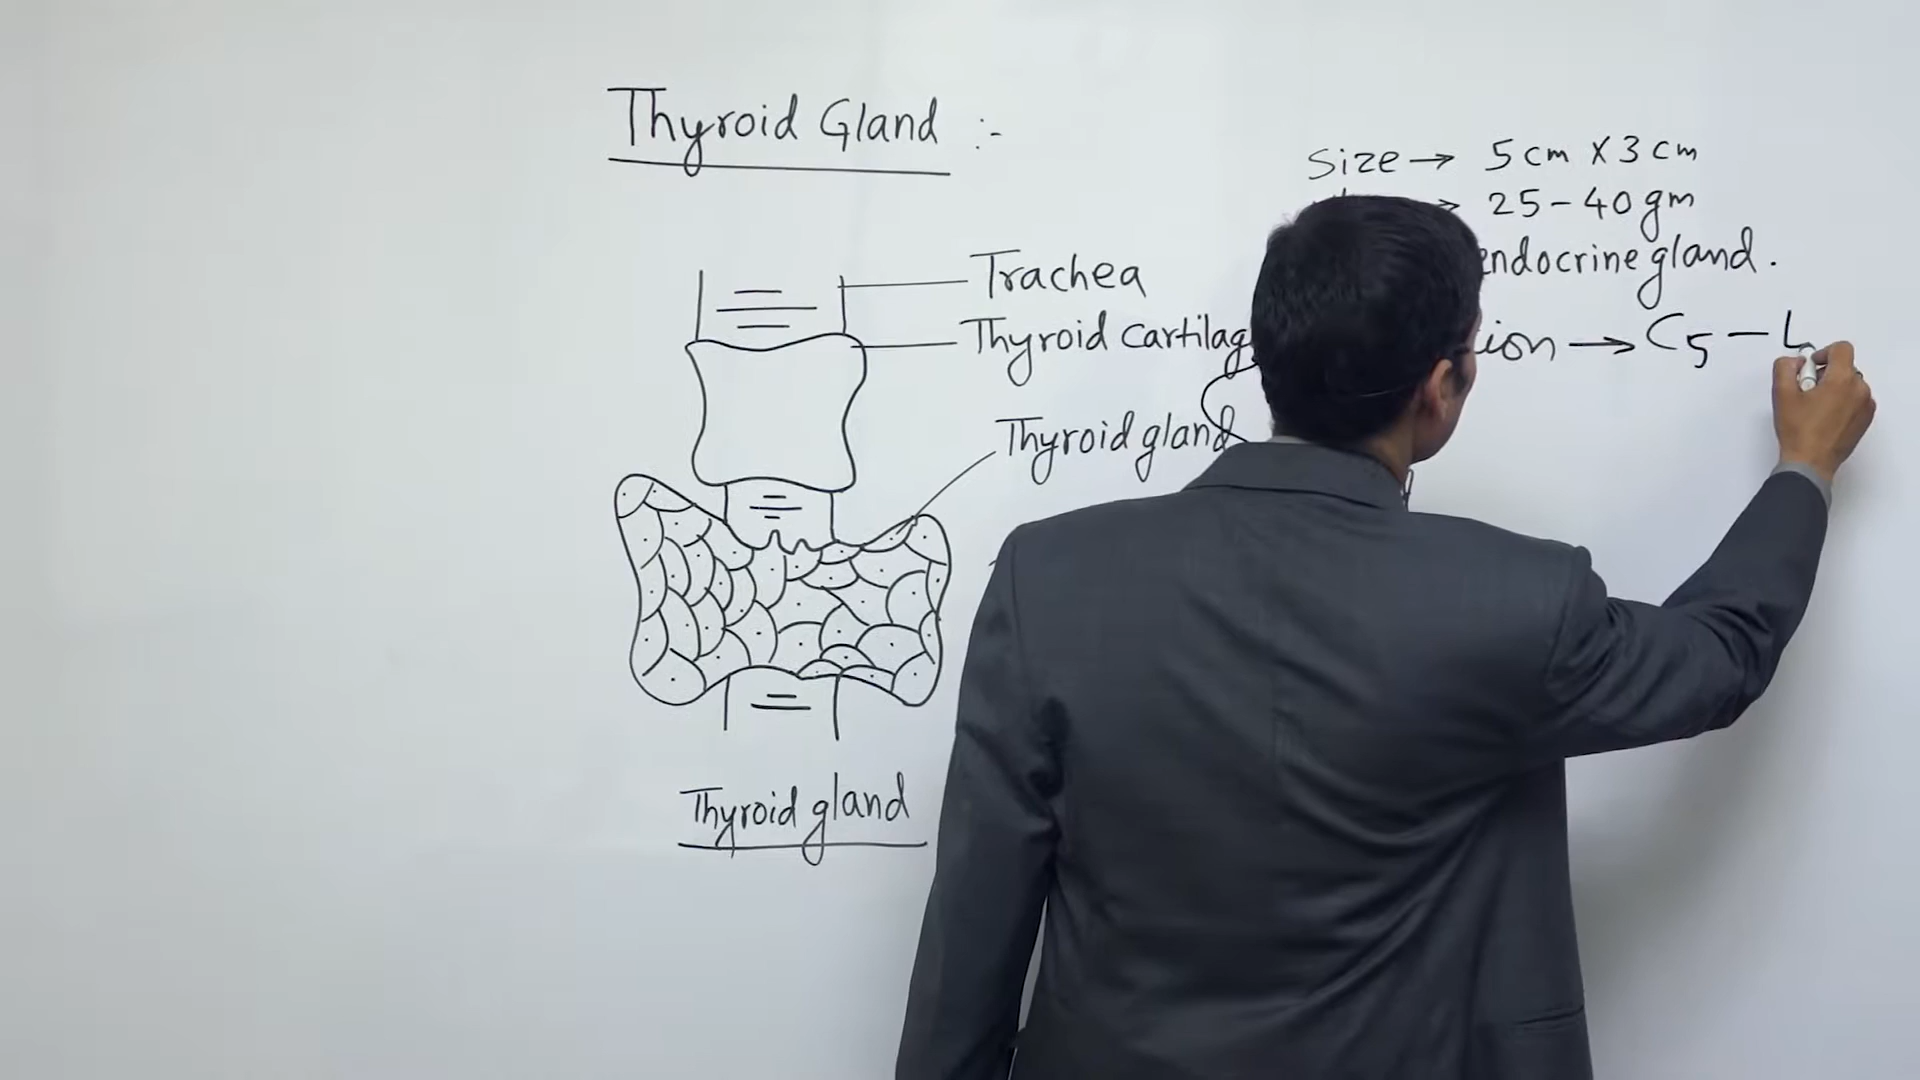 Thyroid Gland :-
Size → 5 cm X 3 cm
→ 25-40 gm
endocrine gland.
→ C5 -
Trachea
Thyroid Cartilag
Thyroid gland
Thyroid gland